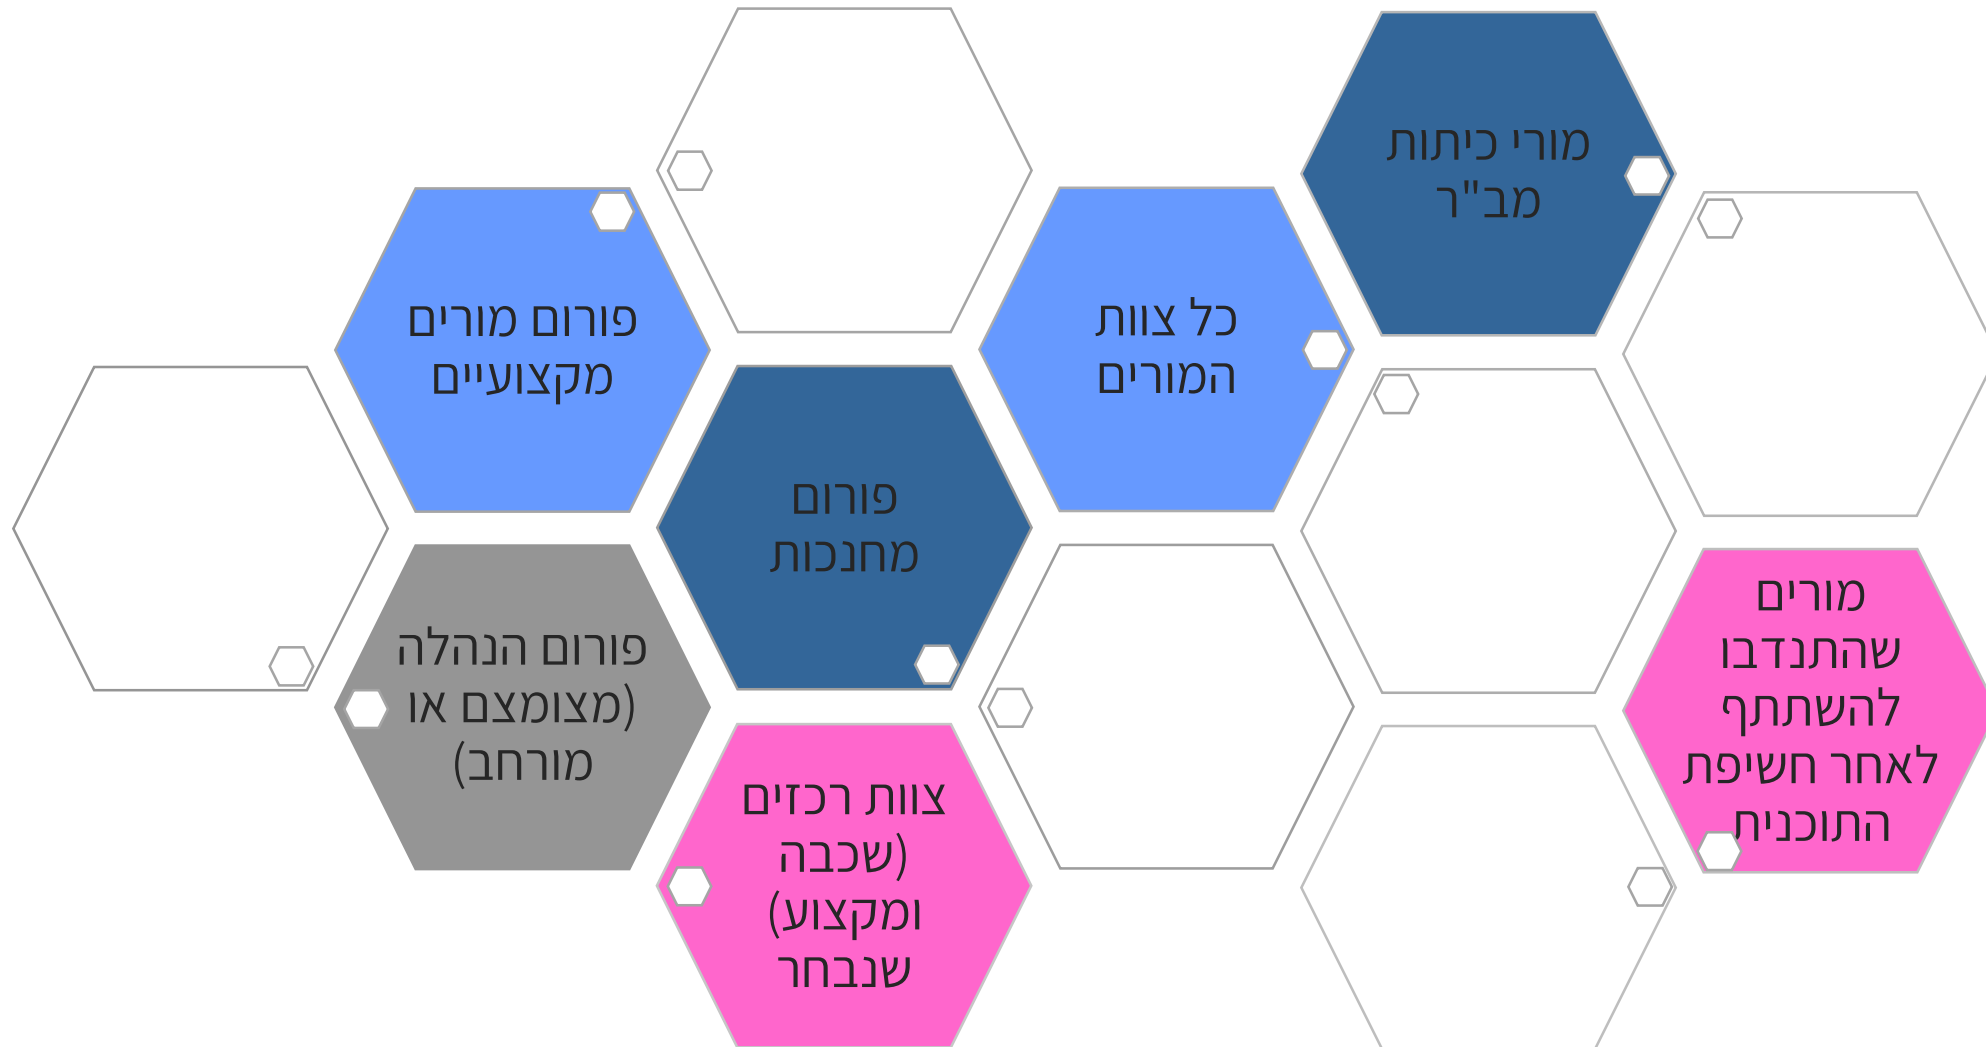 מורי כיתות
מב"ר
פורום מורים
מקצועיים
כל צוות
המורים
פורום
מחנכות
מורים
שהתנדבו
להשתתף
לאחר חשיפת
התוכנית
פורום הנהלה
(מצומצם או
מורחב)
צוות רכזים
(שכבה
ומקצוע)
שנבחר